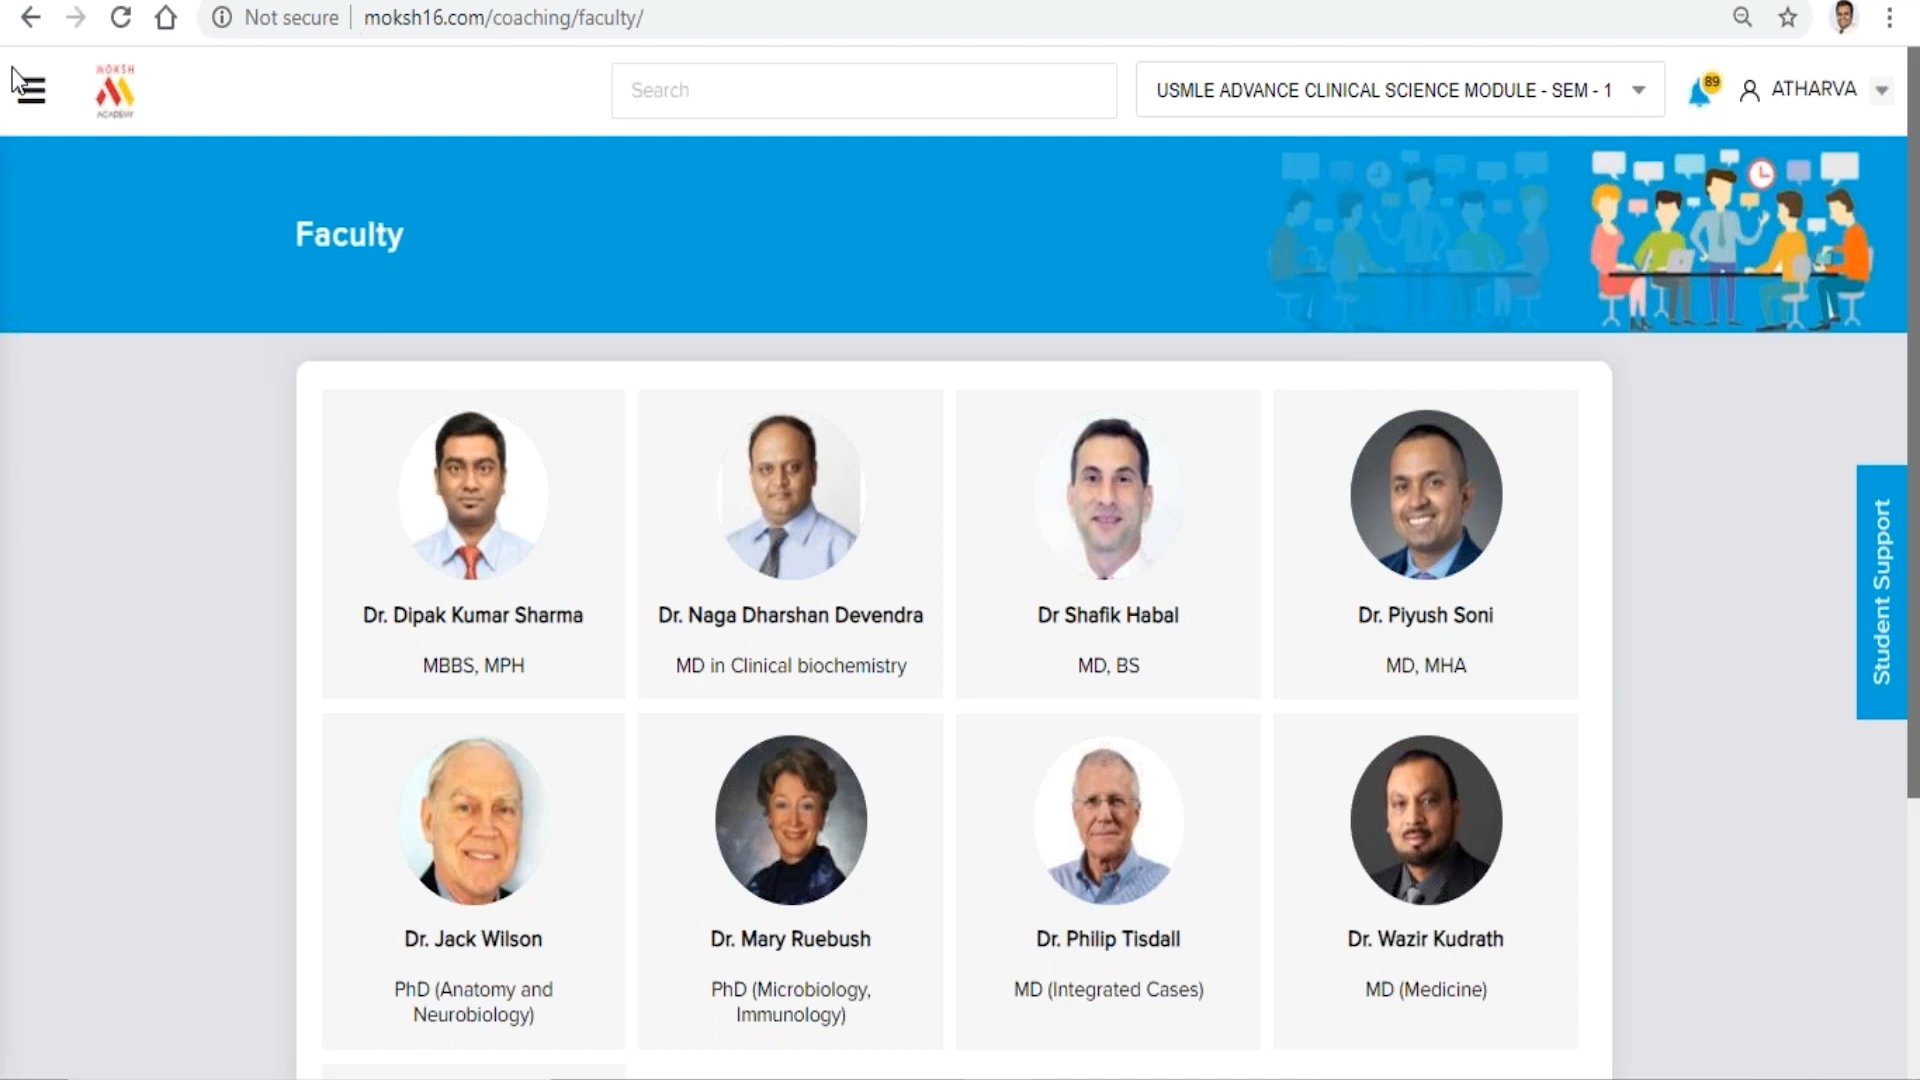 Not secure
moksh16.com/coaching/faculty/
MOKSH
ACADEMY
Search
USMLE ADVANCE CLINICAL SCIENCE MODULE - SEM - 1
89
ATHARVA
Faculty
Dr. Dipak Kumar Sharma
MBBS, MPH
Dr. Naga Dharshan Devendra
MD in Clinical biochemistry
Dr Shafik Habal
MD, BS
Dr. Piyush Soni
MD, MHA
Student Support
Dr. Jack Wilson
PhD (Anatomy and
Neurobiology)
Dr. Mary Ruebush
PhD (Microbiology,
Immunology)
Dr. Philip Tisdall
MD (Integrated Cases)
Dr. Wazir Kudrath
MD (Medicine)